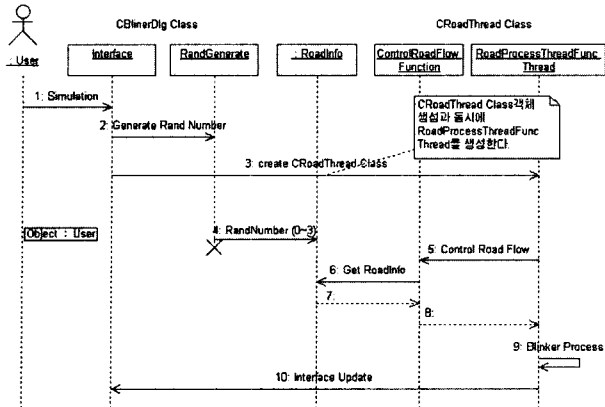 CBlinerDlg Class
CRoadThread Class
: User
Interface
RandGenerate
: RoadInfo
ControlRoadFlow
Function
RoadProcessThreadFunc
Thread
CRoadThread Class객체
생성과 동시에
RoadProcessThreadFunc
Thread를 생성한다.
1: Simulation
2: Generate Rand Number
3: create CRoadThread Class
Object : User
4: RandNumber (0~3)
5: Control Road Flow
6: Get RoadInfo
7:
8:
9: Blinker Process
10: Interface Update